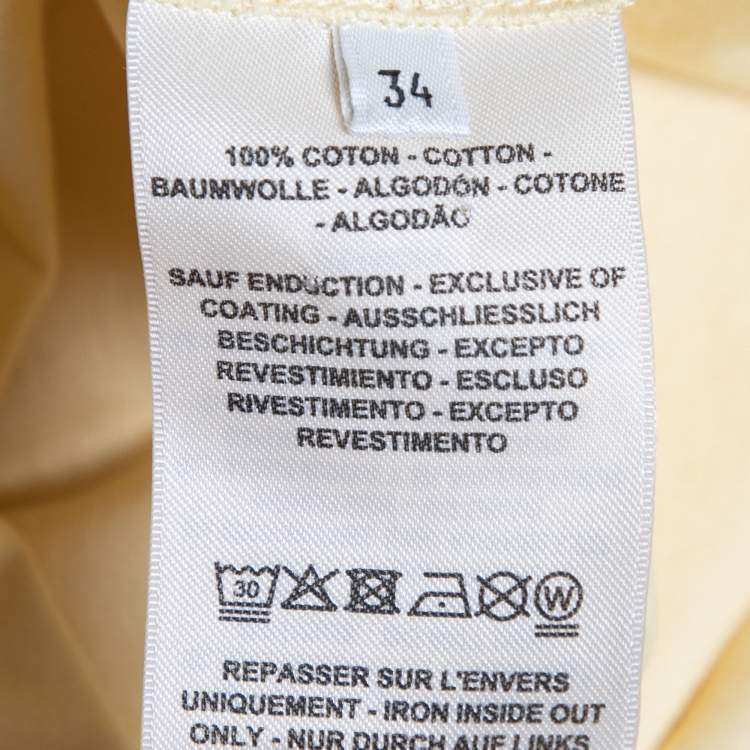 34
100% COTON - COTTON -
BAUMWOLLE - ALGODÓN - COTONE
- ALGODÃO
SAUF ENDUCTION - EXCLUSIVE OF
COATING - AUSSCHLIESSLICH
BESCHICHTUNG - EXCEPTO
REVESTIMIENTO - ESCLUSO
RIVESTIMENTO - EXCEPTO
REVESTIMENTO
30 W
REPASSER SUR L'ENVERS
UNIQUEMENT - IRON INSIDE OUT
ONLY - NUR DURCH AUF LINKS